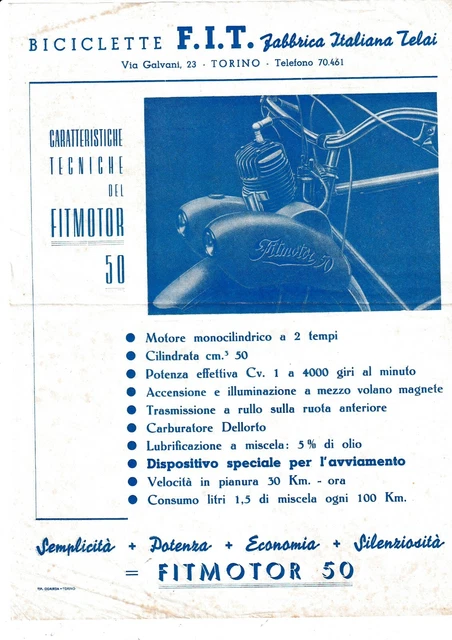 BICICLETTE F.I.T. Fabbrica Italiana Telai
Via Galvani, 23 - TORINO - Telefono 70.461
CARATTERISTICHE
TECNICHE
DEL
FITMOTOR
50
Fitmotor 50
● Motore monocilindrico a 2 tempi
● Cilindrata cm.³ 50
● Potenza effettiva Cv. 1 a 4000 giri al minuto
● Accensione e illuminazione a mezzo volano magnete
● Trasmissione a rullo sulla ruota anteriore
● Carburatore Dellorto
● Lubrificazione a miscela: 5 % di olio
● Dispositivo speciale per l'avviamento
● Velocità in pianura 30 Km. - ora
● Consumo litri 1,5 di miscela ogni 100 Km.
Semplicità + Potenza + Economia + Silenziosità
= FITMOTOR 50